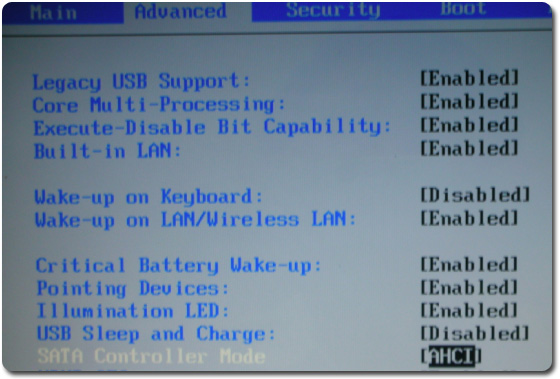 Main Advanced Security Boot
Legacy USB Support: [Enabled]
Core Multi-Processing: [Enabled]
Execute-Disable Bit Capability: [Enabled]
Built-in LAN: [Enabled]
Wake-up on Keyboard: [Disabled]
Wake-up on LAN/Wireless LAN: [Enabled]
Critical Battery Wake-up: [Enabled]
Pointing Devices: [Enabled]
Illumination LED: [Enabled]
USB Sleep and Charge: [Disabled]
SATA Controller Mode [AHCI]